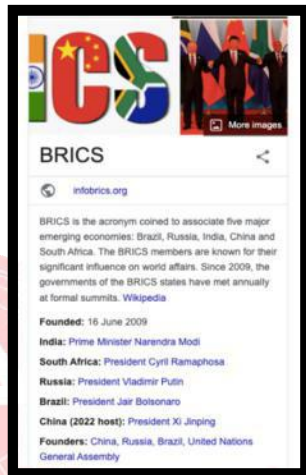 ICS
More images
BRICS
infobrics.org
BRICS is the acronym coined to associate five major
emerging economies: Brazil, Russia, India, China and
South Africa. The BRICS members are known for their
significant influence on world affairs. Since 2009, the
governments of the BRICS states have met annually
at formal summits. Wikipedia
Founded: 16 June 2009
India: Prime Minister Narendra Modi
South Africa: President Cyril Ramaphosa
Russia: President Vladimir Putin
Brazil: President Jair Bolsonaro
China (2022 host): President Xi Jinping
Founders: China, Russia, Brazil, United Nations
General Assembly